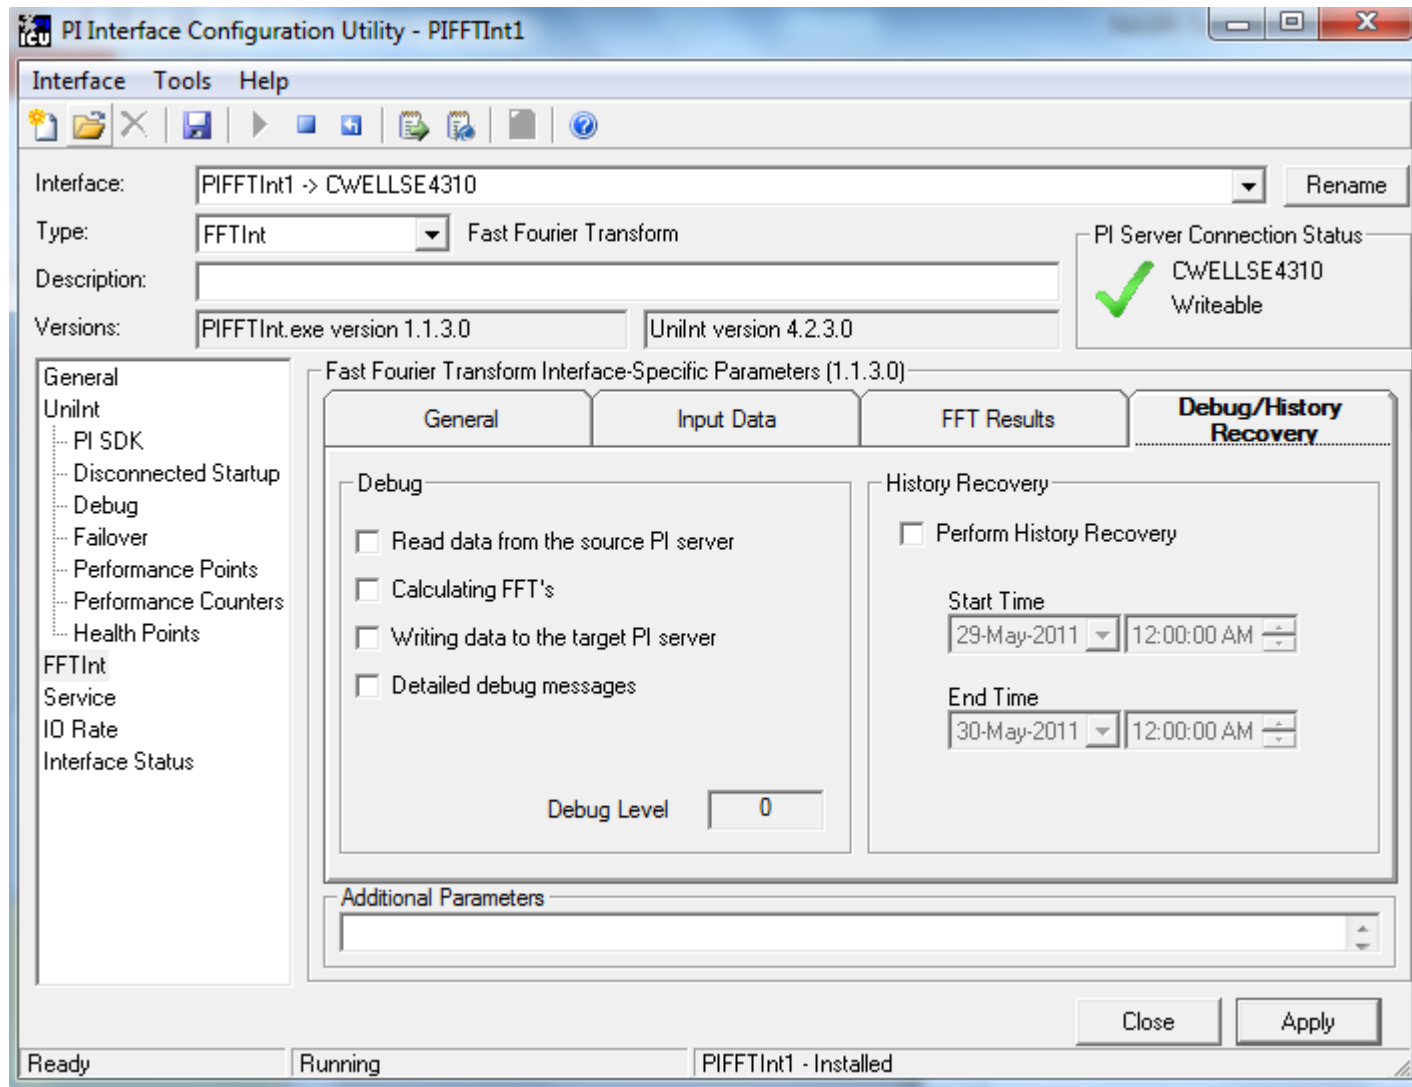 PI Interface Configuration Utility - PIFFTInt1
Interface Tools Help
Interface: PIFFTInt1 -> CWELLSE4310 Rename
Type: FFTInt Fast Fourier Transform
PI Server Connection Status
CWELLSE4310
Writeable
Description:
Versions: PIFFTInt.exe version 1.1.3.0 UniInt version 4.2.3.0
General
UniInt
PI SDK
Disconnected Startup
Debug
Failover
Performance Points
Performance Counters
Health Points
FFTInt
Service
IO Rate
Interface Status
Fast Fourier Transform Interface-Specific Parameters (1.1.3.0)
General Input Data FFT Results Debug/History Recovery
Debug
Read data from the source PI server
Calculating FFT's
Writing data to the target PI server
Detailed debug messages
Debug Level 0
History Recovery
Perform History Recovery
Start Time
29-May-2011 12:00:00 AM
End Time
30-May-2011 12:00:00 AM
Additional Parameters
Close Apply
Ready Running PIFFTInt1 - Installed